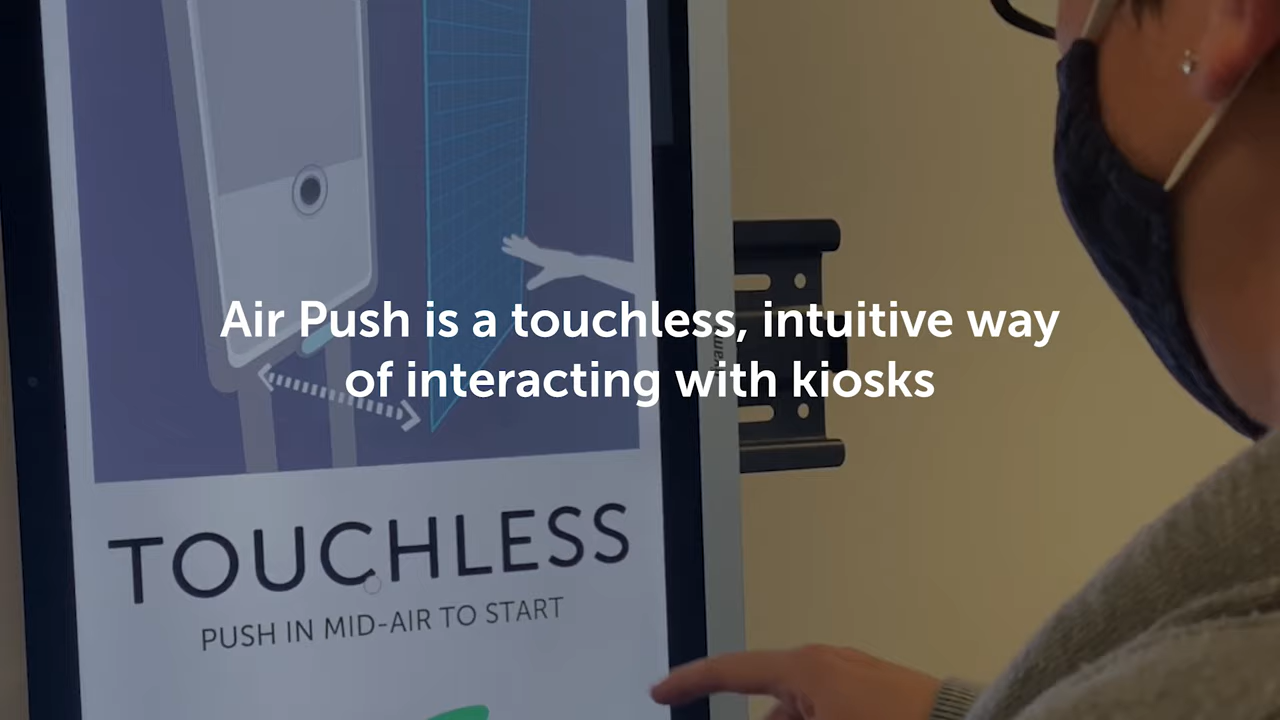 Air Push is a touchless, intuitive way
of interacting with kiosks
TOUCHLESS
PUSH IN MID-AIR TO START